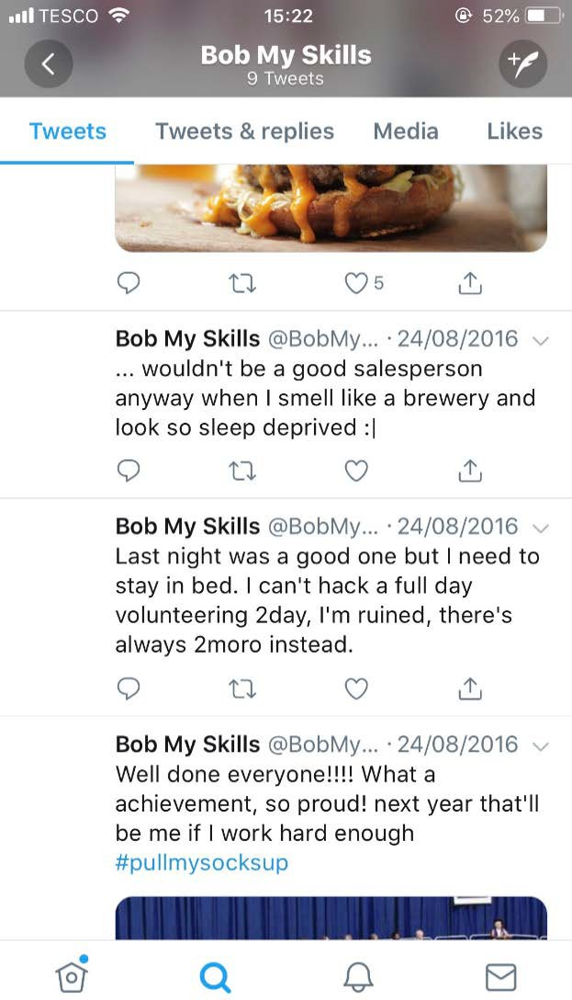 TESCO 15:22 52%
Bob My Skills
9 Tweets
Tweets Tweets & replies Media Likes
5
Bob My Skills @BobMy... · 24/08/2016
... wouldn't be a good salesperson
anyway when I smell like a brewery and
look so sleep deprived :|
Bob My Skills @BobMy... · 24/08/2016
Last night was a good one but I need to
stay in bed. I can't hack a full day
volunteering 2day, I'm ruined, there's
always 2moro instead.
Bob My Skills @BobMy... · 24/08/2016
Well done everyone!!!! What a
achievement, so proud! next year that'll
be me if I work hard enough
#pullmysocksup